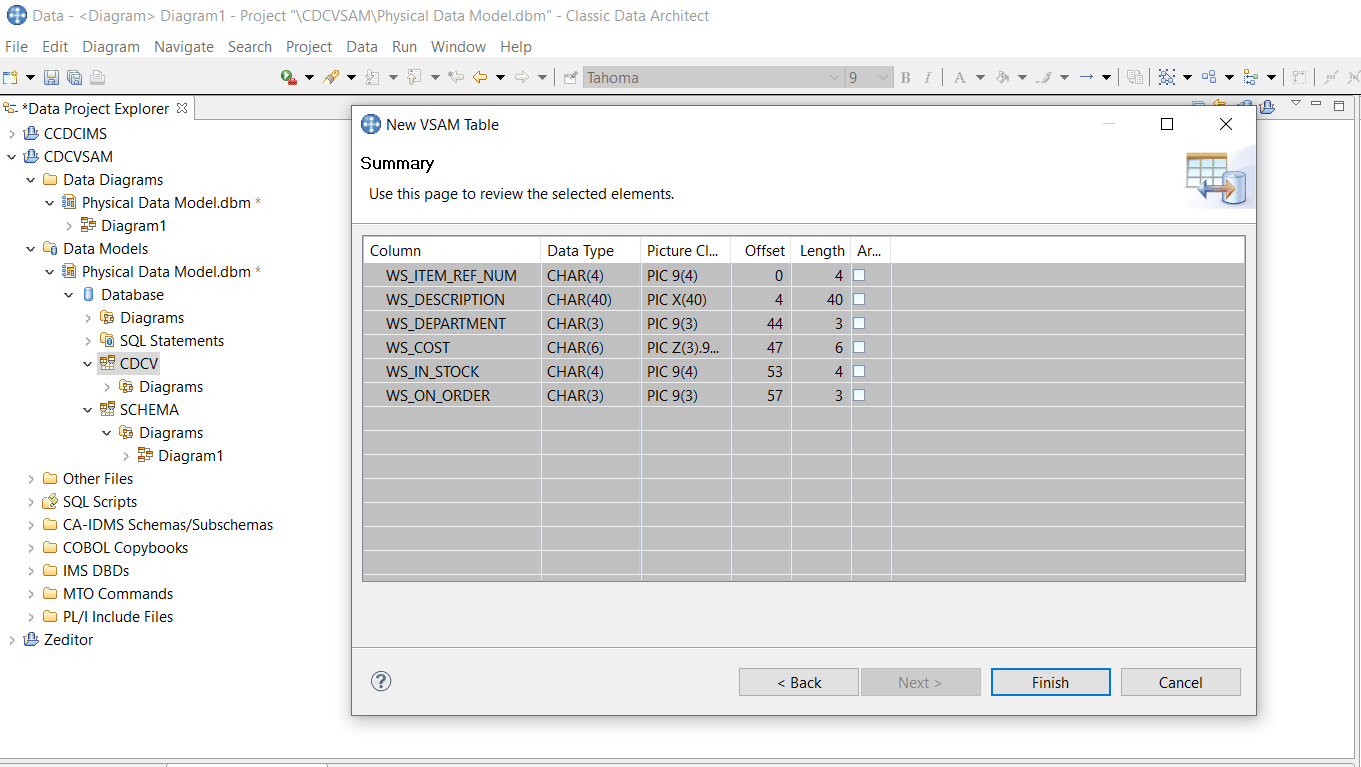 Data - <Diagram> Diagram1 - Project "\CDCVSAM\Physical Data Model.dbm" - Classic Data Architect
File Edit Diagram Navigate Search Project Data Run Window Help
Tahoma 9 B I A
*Data Project Explorer
CCDCIMS
CDCVSAM
Data Diagrams
Physical Data Model.dbm *
Diagram1
Data Models
Physical Data Model.dbm *
Database
Diagrams
SQL Statements
CDCV
Diagrams
SCHEMA
Diagrams
Diagram1
Other Files
SQL Scripts
CA-IDMS Schemas/Subschemas
COBOL Copybooks
IMS DBDs
MTO Commands
PL/I Include Files
Zeditor
New VSAM Table
Summary
Use this page to review the selected elements.
Column Data Type Picture Cl... Offset Length Ar...
WS_ITEM_REF_NUM CHAR(4) PIC 9(4) 0 4
WS_DESCRIPTION CHAR(40) PIC X(40) 4 40
WS_DEPARTMENT CHAR(3) PIC 9(3) 44 3
WS_COST CHAR(6) PIC Z(3).9... 47 6
WS_IN_STOCK CHAR(4) PIC 9(4) 53 4
WS_ON_ORDER CHAR(3) PIC 9(3) 57 3
?
< Back Next > Finish Cancel